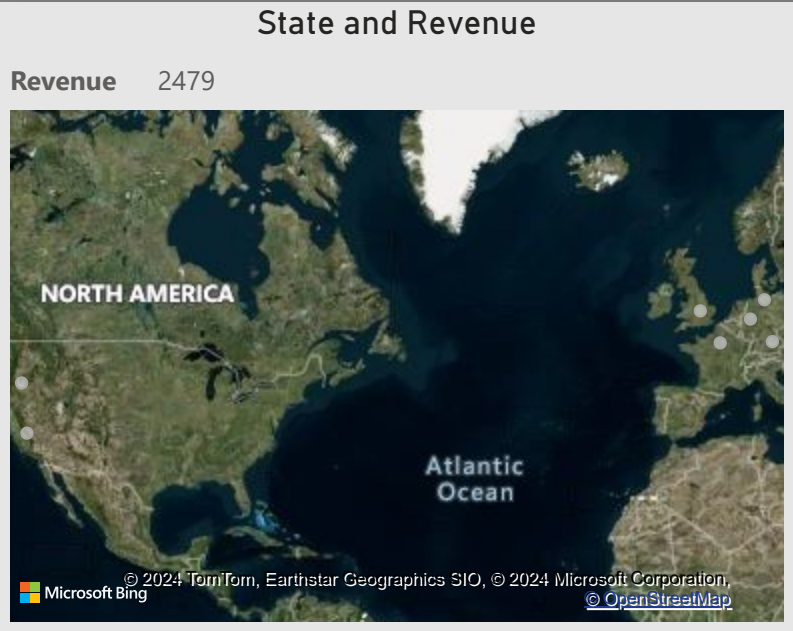 State and Revenue
Revenue 2479
NORTH AMERICA
Atlantic
Ocean
© 2024 TomTom, Earthstar Geographics SIO, © 2024 Microsoft Corporation,
Microsoft Bing
© OpenStreetMap